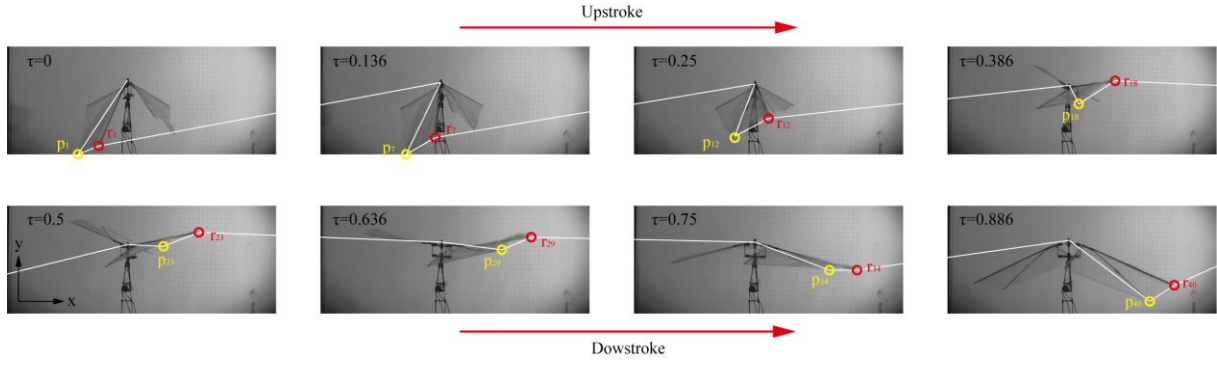 Upstroke
τ=0
p₁
r₁
τ=0.136
p₇
r₇
τ=0.25
p₁₂
r₁₂
τ=0.386
p₁₈
r₁₈
τ=0.5
y
x
p₂₃
r₂₃
τ=0.636
p₂₉
r₂₉
τ=0.75
p₃₄
r₃₄
τ=0.886
p₄₀
r₄₀
Dowstroke